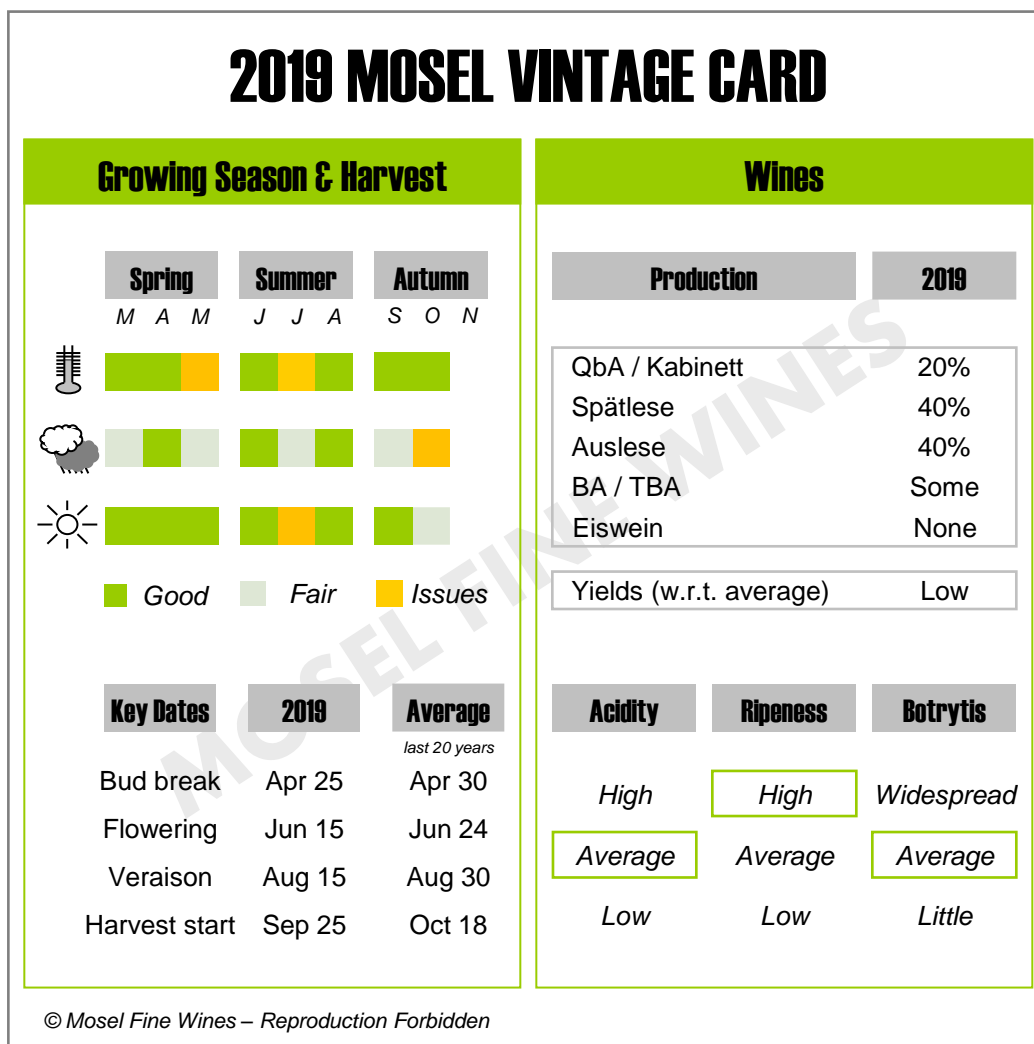 2019 MOSEL VINTAGE CARD
Growing Season & Harvest
Spring Summer Autumn
M A M J J A S O N
Good Fair Issues
Key Dates 2019 Average
last 20 years
Bud break Apr 25 Apr 30
Flowering Jun 15 Jun 24
Veraison Aug 15 Aug 30
Harvest start Sep 25 Oct 18
Wines
Production 2019
QbA / Kabinett 20%
Spätlese 40%
Auslese 40%
BA / TBA Some
Eiswein None
Yields (w.r.t. average) Low
Acidity Ripeness Botrytis
High High Widespread
Average Average Average
Low Low Little
MOSEL FINE WINES
© Mosel Fine Wines – Reproduction Forbidden